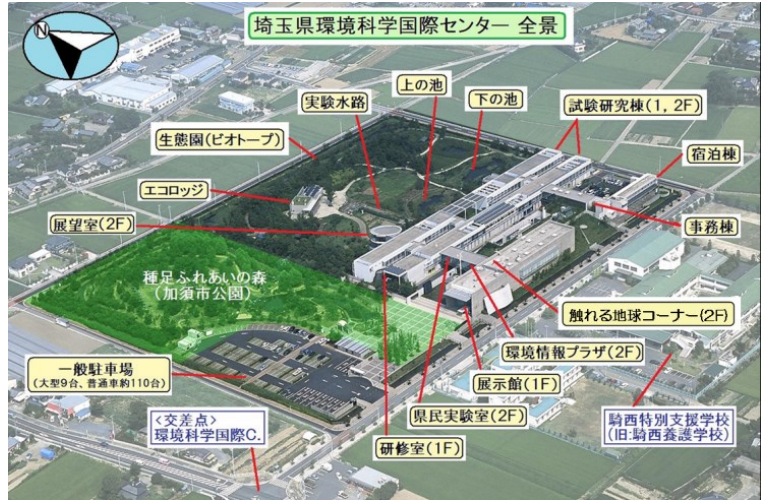 埼玉県環境科学国際センター 全景
N
上の池
実験水路
下の池
試験研究棟(1,2F)
生態園(ビオトープ)
宿泊棟
エコロッジ
展望室(2F)
事務棟
種足ふれあいの森
(加須市公園)
触れる地球コーナー(2F)
環境情報プラザ(2F)
一般駐車場
(大型9台、普通車約110台)
展示館(1F)
<交差点>
環境科学国際C.
県民実験室(2F)
騎西特別支援学校
(旧:騎西養護学校)
研修室(1F)